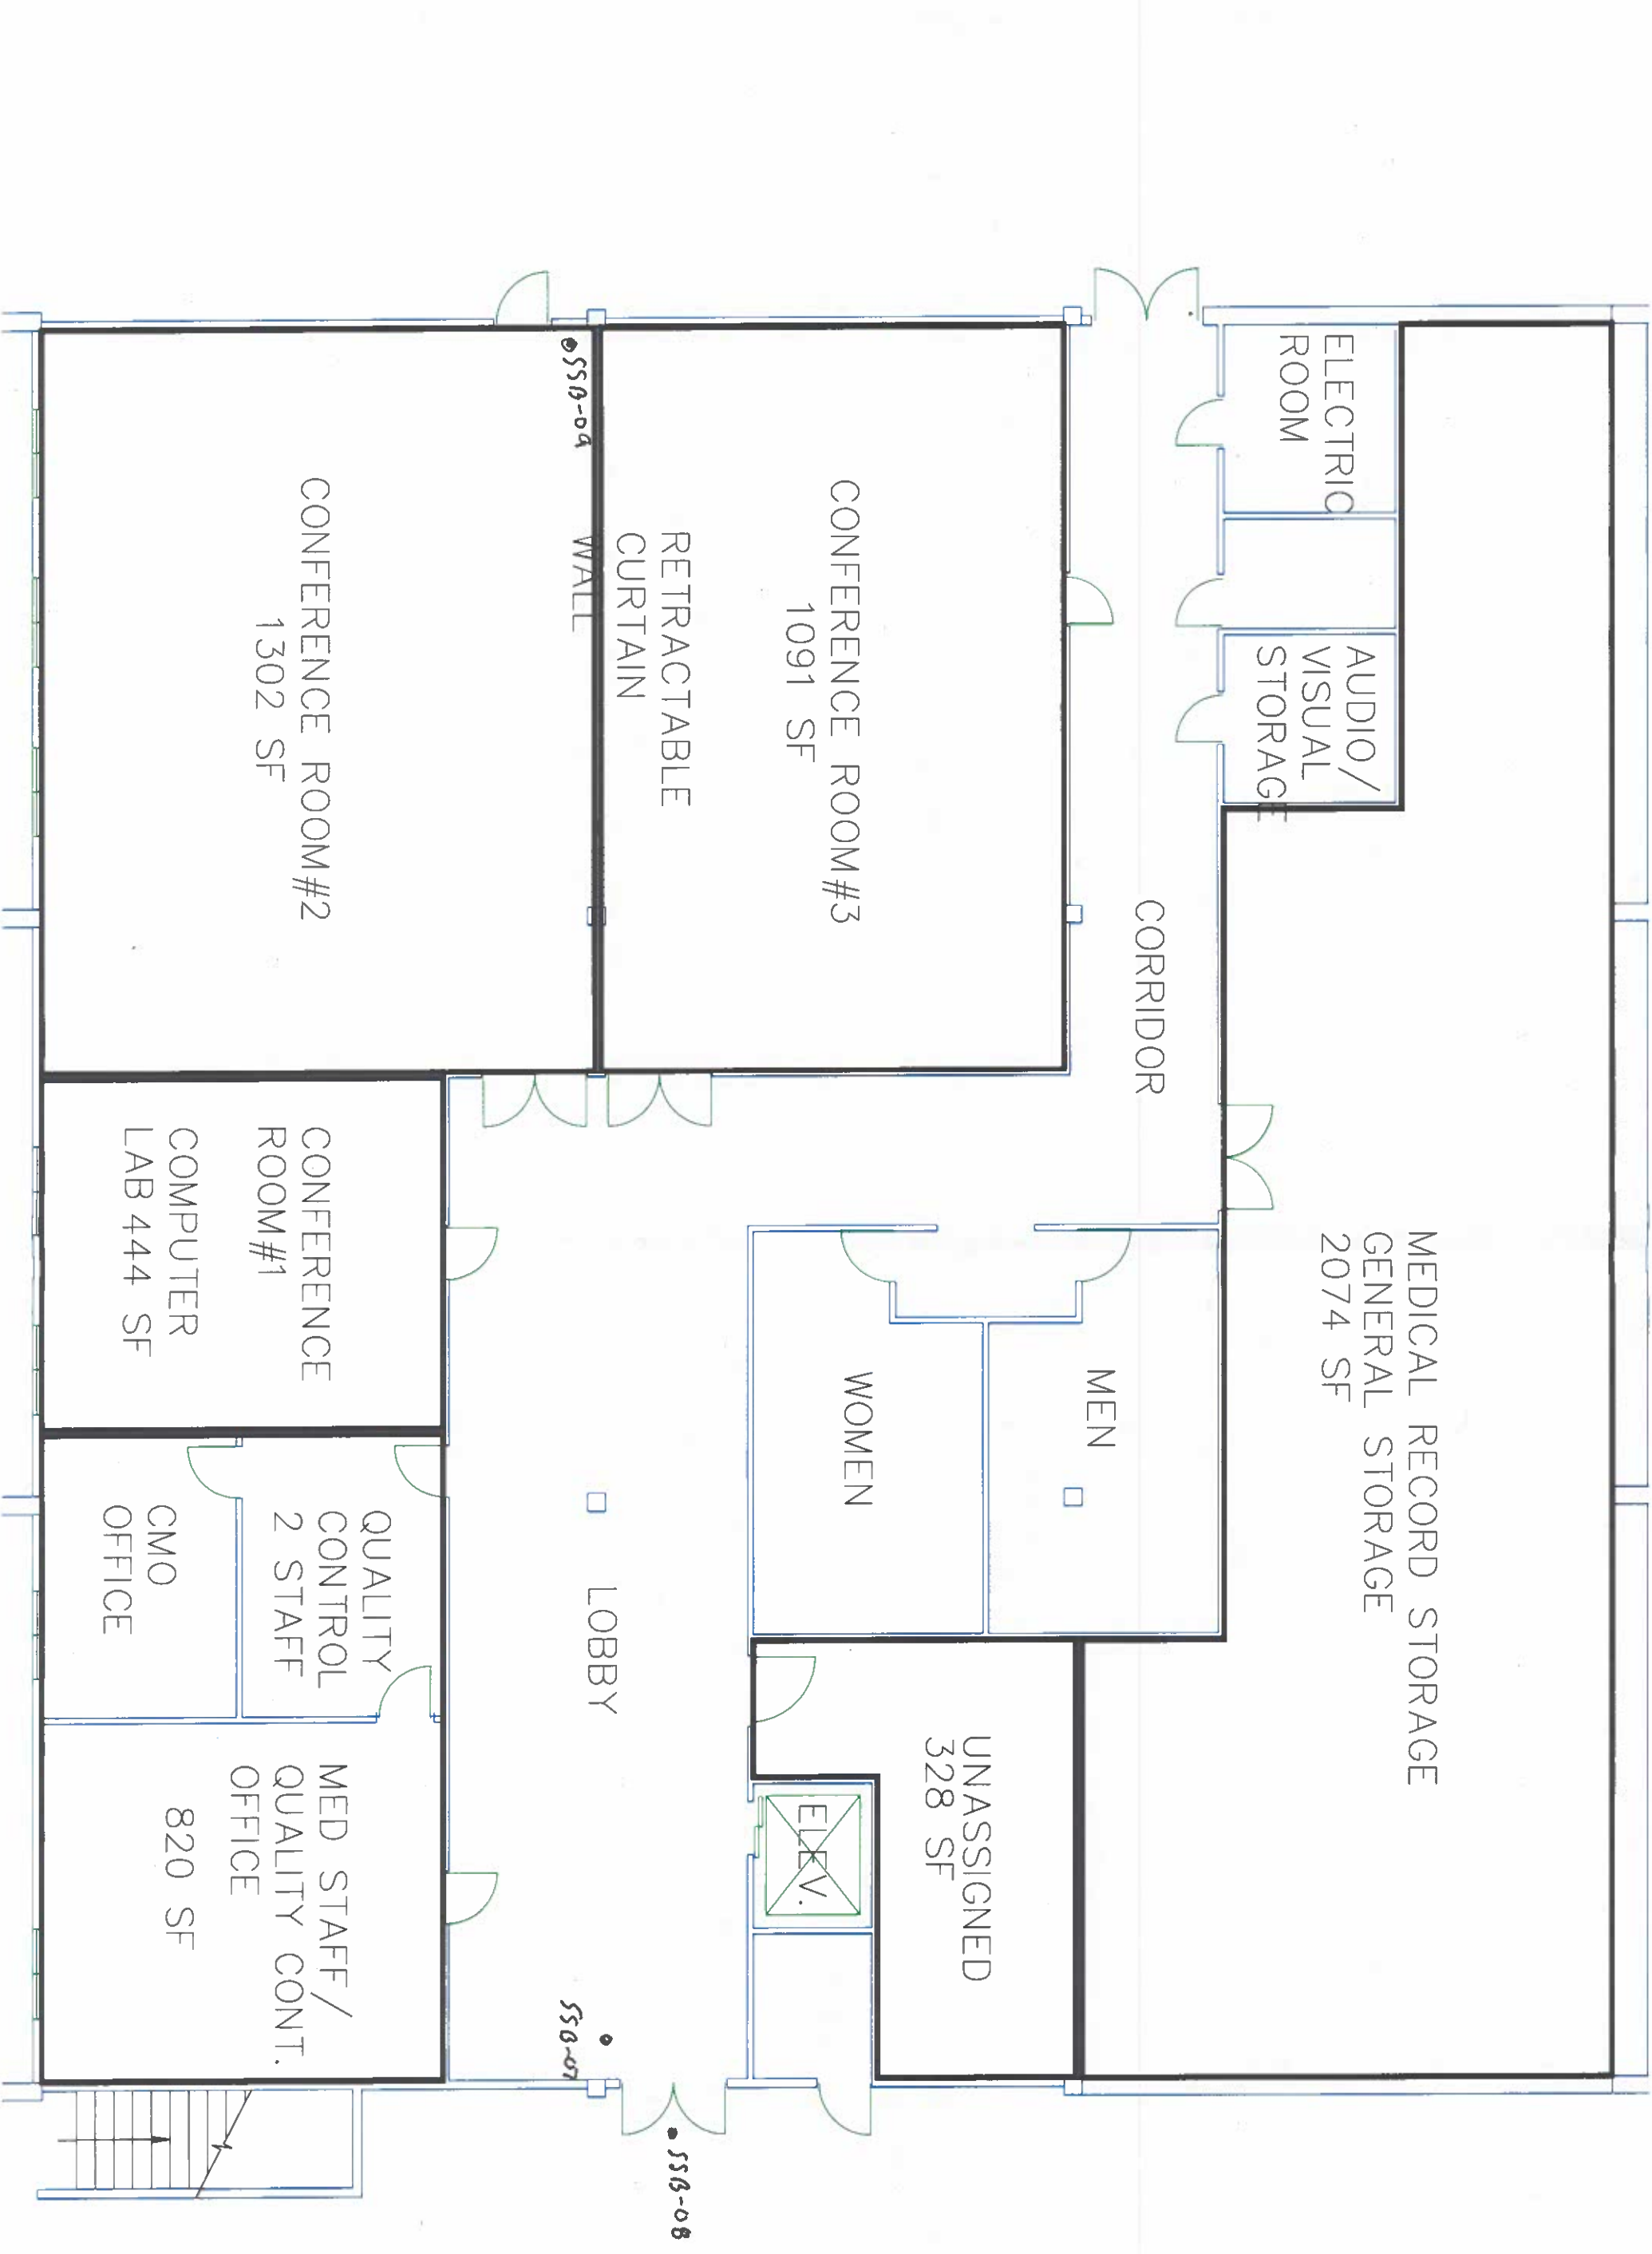 ELECTRIC
ROOM
AUDIO/
VISUAL
STORAGE
MEDICAL RECORD STORAGE
GENERAL STORAGE
2074 SF
CORRIDOR
CONFERENCE ROOM#3
1091 SF
RETRACTABLE
CURTAIN
WALL
SSB-09
CONFERENCE ROOM#2
1302 SF
MEN
WOMEN
CONFERENCE
ROOM#1
COMPUTER
LAB 444 SF
LOBBY
UNASSIGNED
328 SF
ELEV.
QUALITY
CONTROL
2 STAFF
CMO
OFFICE
MED STAFF/
QUALITY CONT.
OFFICE
820 SF
SSB-07
SSB-08